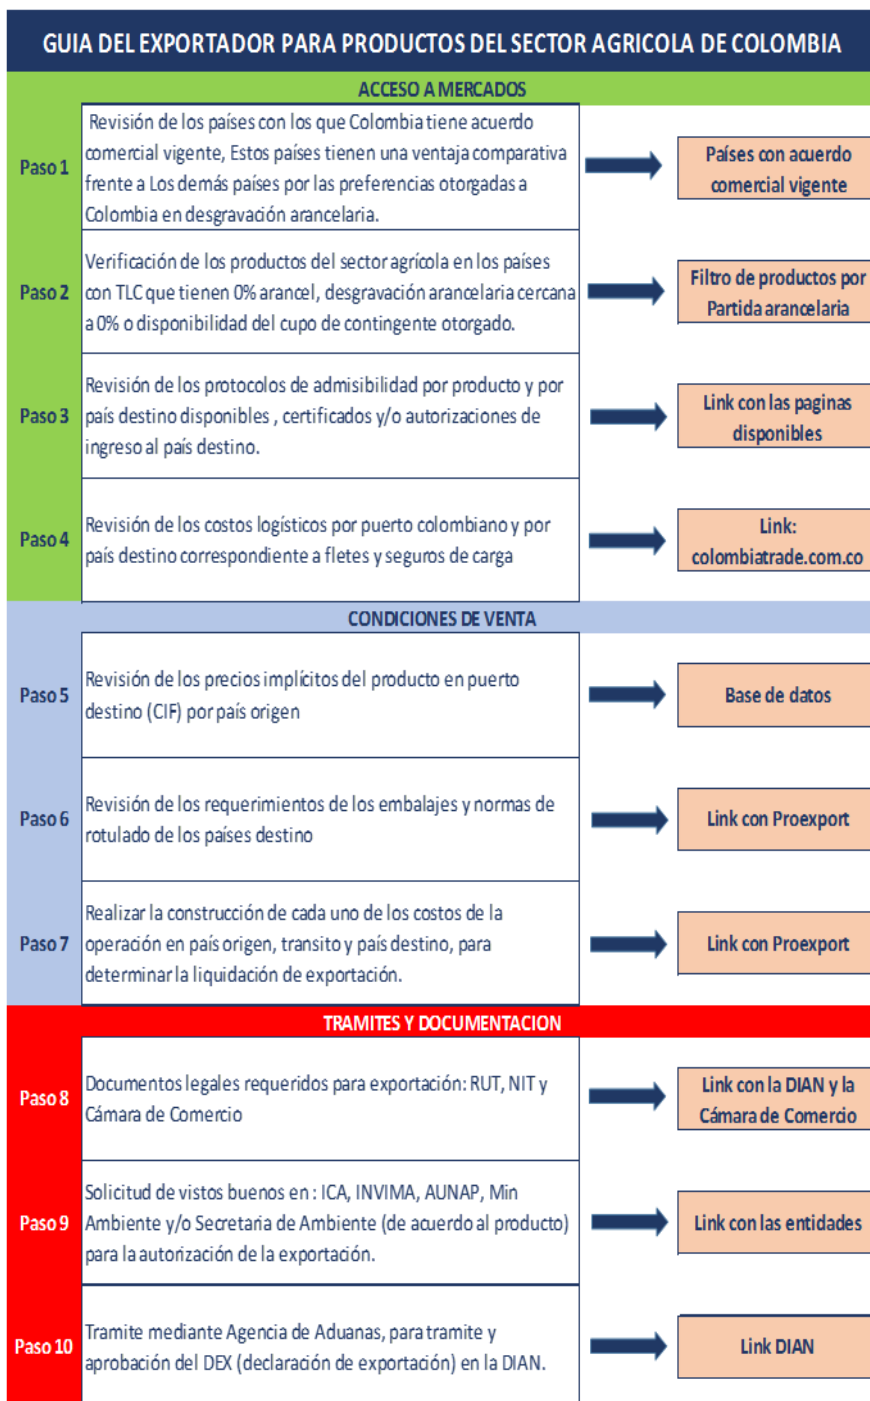 GUIA DEL EXPORTADOR PARA PRODUCTOS DEL SECTOR AGRICOLA DE COLOMBIA
ACCESO A MERCADOS
Paso 1
Revisión de los países con los que Colombia tiene acuerdo
comercial vigente, Estos países tienen una ventaja comparativa
frente a Los demás países por las preferencias otorgadas a
Colombia en desgravación arancelaria.
Países con acuerdo
comercial vigente
Paso 2
Verificación de los productos del sector agrícola en los países
con TLC que tienen 0% arancel, desgravación arancelaria cercana
a 0% o disponibilidad del cupo de contingente otorgado.
Filtro de productos por
Partida arancelaria
Paso 3
Revisión de los protocolos de admisibilidad por producto y por
país destino disponibles , certificados y/o autorizaciones de
ingreso al país destino.
Link con las paginas
disponibles
Paso 4
Revisión de los costos logísticos por puerto colombiano y por
país destino correspondiente a fletes y seguros de carga
Link:
colombiatrade.com.co
CONDICIONES DE VENTA
Paso 5
Revisión de los precios implícitos del producto en puerto
destino (CIF) por país origen
Base de datos
Paso 6
Revisión de los requerimientos de los embalajes y normas de
rotulado de los países destino
Link con Proexport
Paso 7
Realizar la construcción de cada uno de los costos de la
operación en país origen, transito y país destino, para
determinar la liquidación de exportación.
Link con Proexport
TRAMITES Y DOCUMENTACION
Paso 8
Documentos legales requeridos para exportación: RUT, NIT y
Cámara de Comercio
Link con la DIAN y la
Cámara de Comercio
Paso 9
Solicitud de vistos buenos en : ICA, INVIMA, AUNAP, Min
Ambiente y/o Secretaria de Ambiente (de acuerdo al producto)
para la autorización de la exportación.
Link con las entidades
Paso 10
Tramite mediante Agencia de Aduanas, para tramite y
aprobación del DEX (declaración de exportación) en la DIAN.
Link DIAN